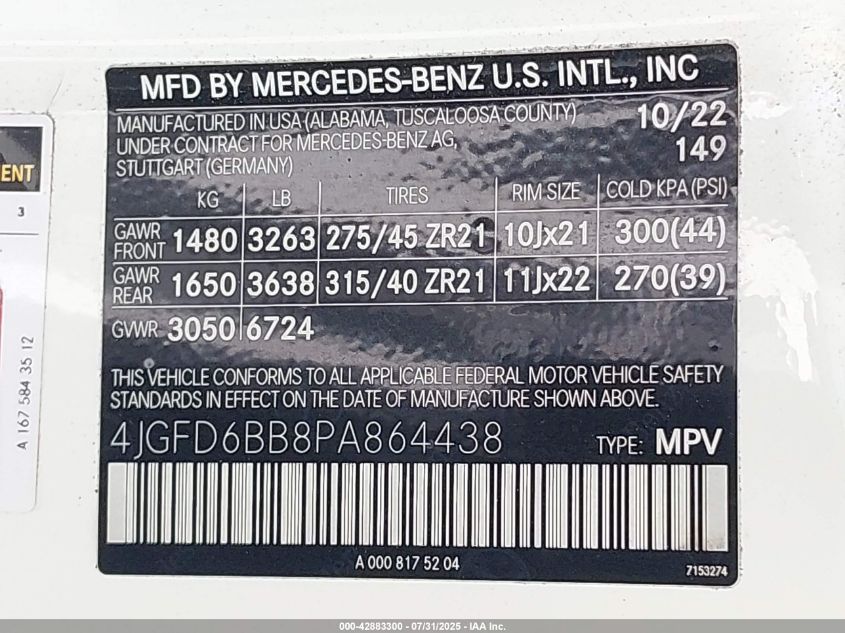 MFD BY MERCEDES-BENZ U.S. INTL., INC
MANUFACTURED IN USA (ALABAMA, TUSCALOOSA COUNTY) 10/22
UNDER CONTRACT FOR MERCEDES-BENZ AG, 149
STUTTGART (GERMANY)
KG LB TIRES RIM SIZE COLD KPA (PSI)
GAWR FRONT 1480 3263 275/45 ZR21 10Jx21 300(44)
GAWR REAR 1650 3638 315/40 ZR21 11Jx22 270(39)
GVWR 3050 6724
THIS VEHICLE CONFORMS TO ALL APPLICABLE FEDERAL MOTOR VEHICLE SAFETY
STANDARDS IN EFFECT ON THE DATE OF MANUFACTURE SHOWN ABOVE.
4JGFD6BB8PA864438 TYPE: MPV
A 000 817 52 04
7153274
ENT
3
A 167 584 35 12
000-42883300 - 07/31/2025 - IAA Inc.